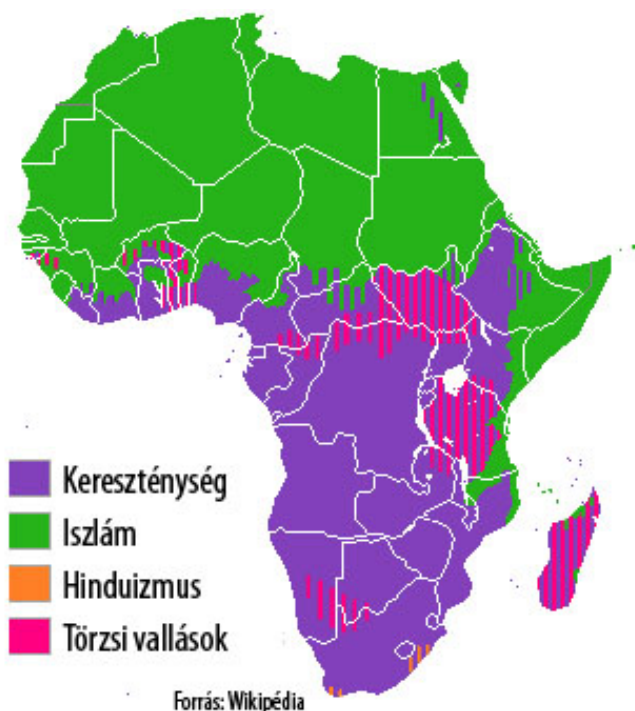 Kereszténység
Iszlám
Hinduizmus
Törzsi vallások
Forrás: Wikipédia